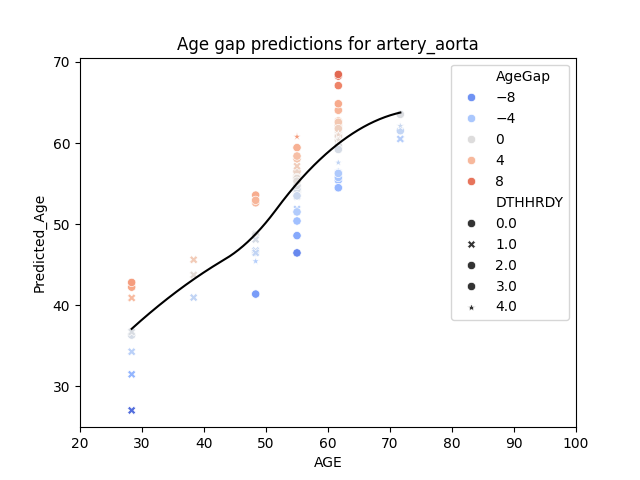 Age gap predictions for artery_aorta
Predicted_Age
70
60
50
40
30
20 30 40 50 60 70 80 90 100
AGE
AgeGap
−8
−4
0
4
8
DTHHRDY
0.0
1.0
2.0
3.0
4.0